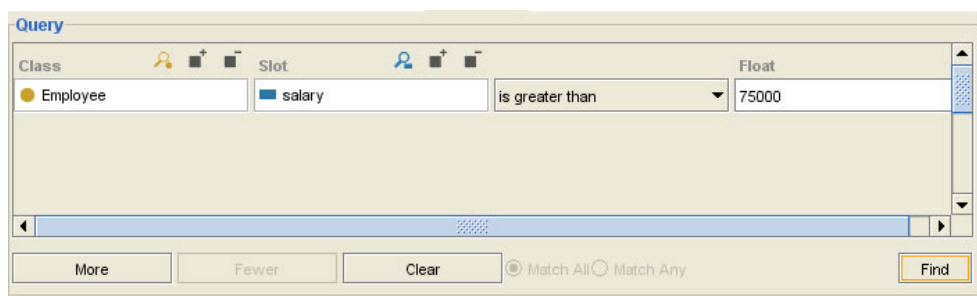 Query
Class Slot Float
Employee salary is greater than 75000
More Fewer Clear Match All Match Any Find